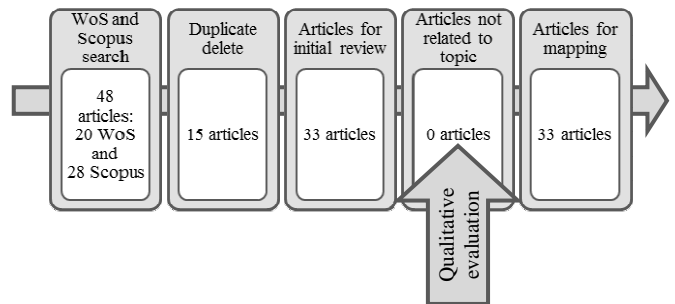 WoS and
Scopus
search
48
articles:
20 WoS
and
28 Scopus
Duplicate
delete
15 articles
Articles for
initial review
33 articles
Articles not
related to
topic
0 articles
Qualitative
evaluation
Articles for
mapping
33 articles